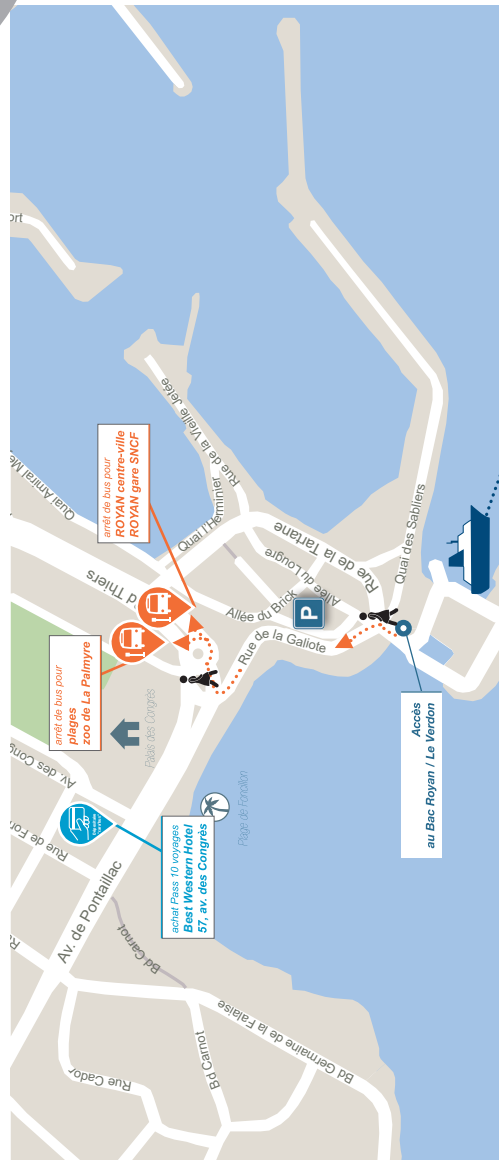 ort
Quai Amiral Me
Rue de la Vieille Jetée
Quai l'Herminier
arrêt de bus pour
ROYAN centre-ville
ROYAN gare SNCF
d Thiers
Rue de la Tartane
Allée du Lougre
Allée du Brick
Quai des Sabliers
P
Rue de la Galiote
arrêt de bus pour
plages
zoo de La Palmyre
Palais des Congrès
Accès
au Bac Royan / Le Verdon
Av. des Cong
Rue de Fon
Plage de Foncillon
achat Pass 10 voyages
Best Western Hotel
57, av. des Congrès
Av. de Pontaillac
Bd Carnot
Bd Germaine de la Falaise
Bd Carnot
Rue Cador